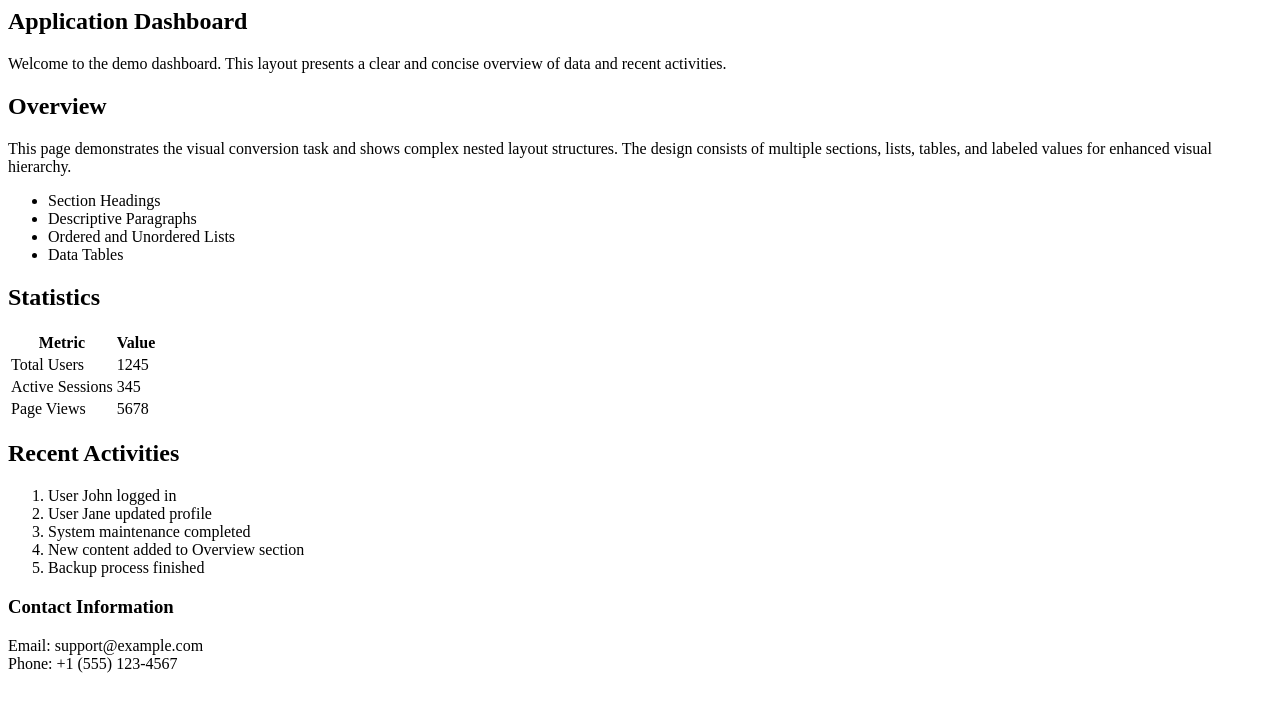 Application Dashboard
Welcome to the demo dashboard. This layout presents a clear and concise overview of data and recent activities.
Overview
This page demonstrates the visual conversion task and shows complex nested layout structures. The design consists of multiple sections, lists, tables, and labeled values for enhanced visual
hierarchy.
• Section Headings
• Descriptive Paragraphs
• Ordered and Unordered Lists
• Data Tables
Statistics
Metric Value
Total Users 1245
Active Sessions 345
Page Views 5678
Recent Activities
1. User John logged in
2. User Jane updated profile
3. System maintenance completed
4. New content added to Overview section
5. Backup process finished
Contact Information
Email: support@example.com
Phone: +1 (555) 123-4567